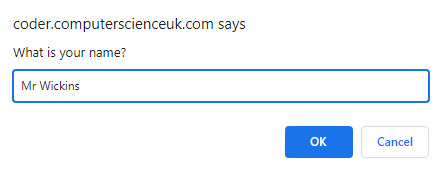 coder.computerscienceuk.com says
What is your name?
Mr Wickins
OK Cancel